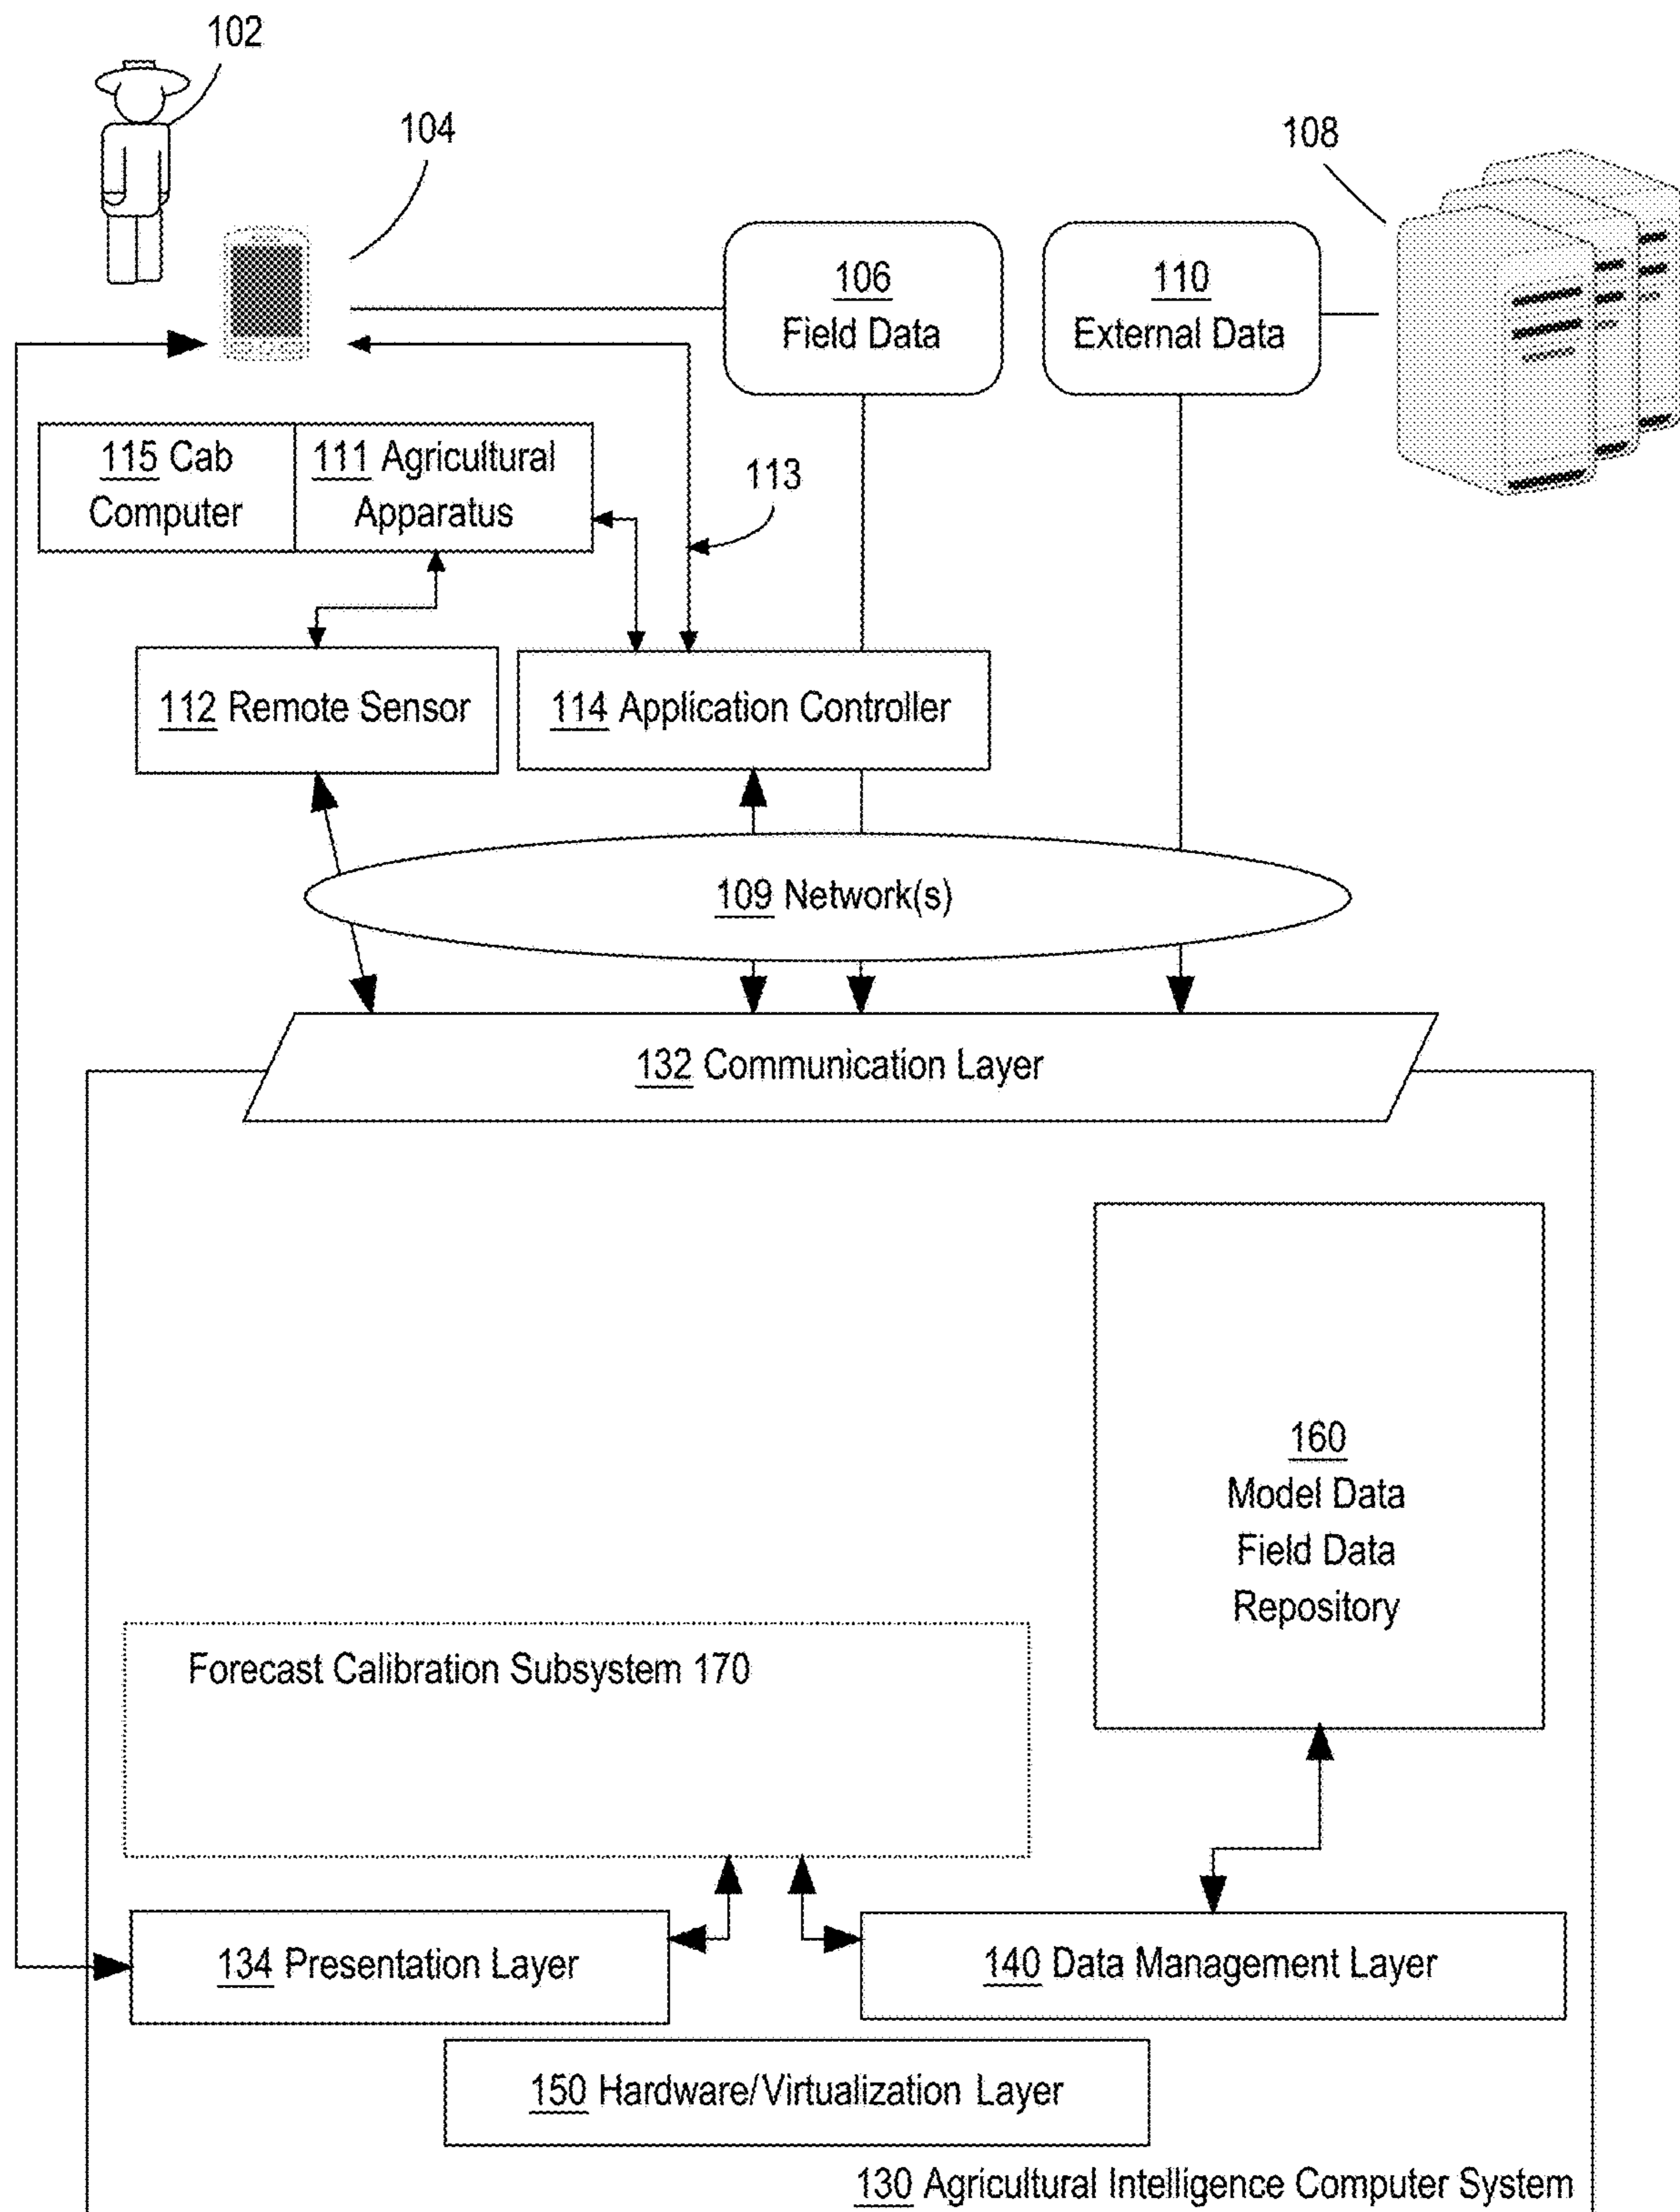 102
104
108
106
Field Data
110
External Data
115 Cab
Computer
111 Agricultural
Apparatus
113
112 Remote Sensor
114 Application Controller
109 Network(s)
132 Communication Layer
160
Model Data
Field Data
Repository
Forecast Calibration Subsystem 170
134 Presentation Layer
140 Data Management Layer
150 Hardware/Virtualization Layer
130 Agricultural Intelligence Computer System